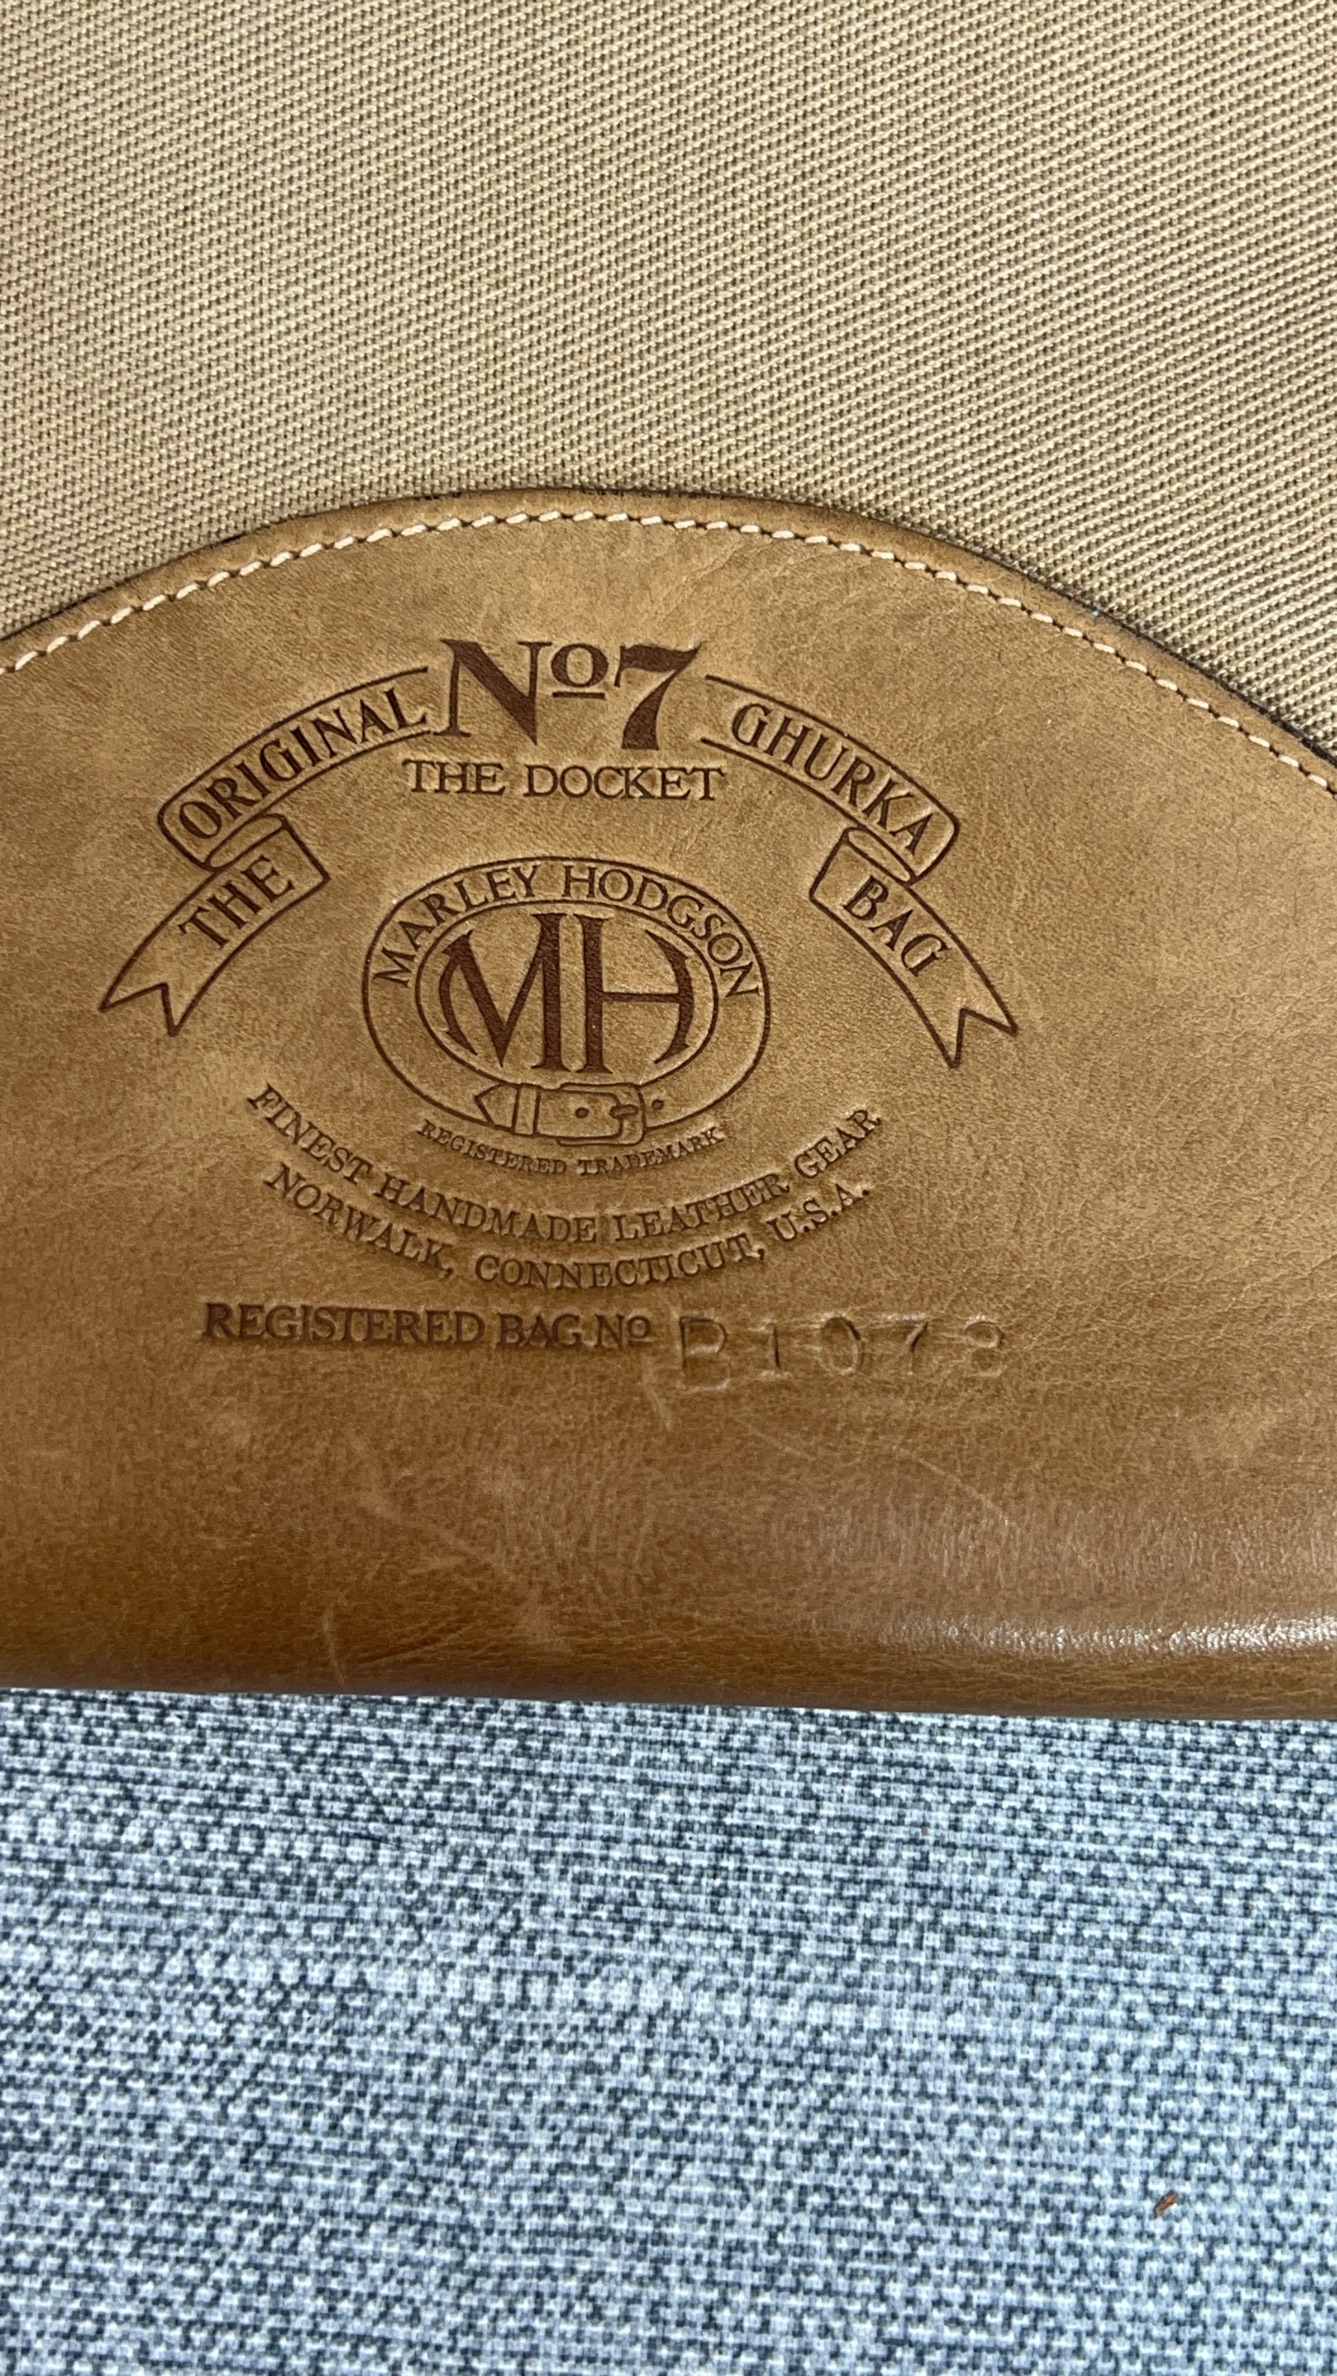 No7
THE ORIGINAL GHURKA BAG
THE DOCKET
MARLEY HODGSON
MH
REGISTERED TRADEMARK
FINEST HANDMADE LEATHER GEAR
NORWALK, CONNECTICUT, U.S.A.
REGISTERED BAG No B1078